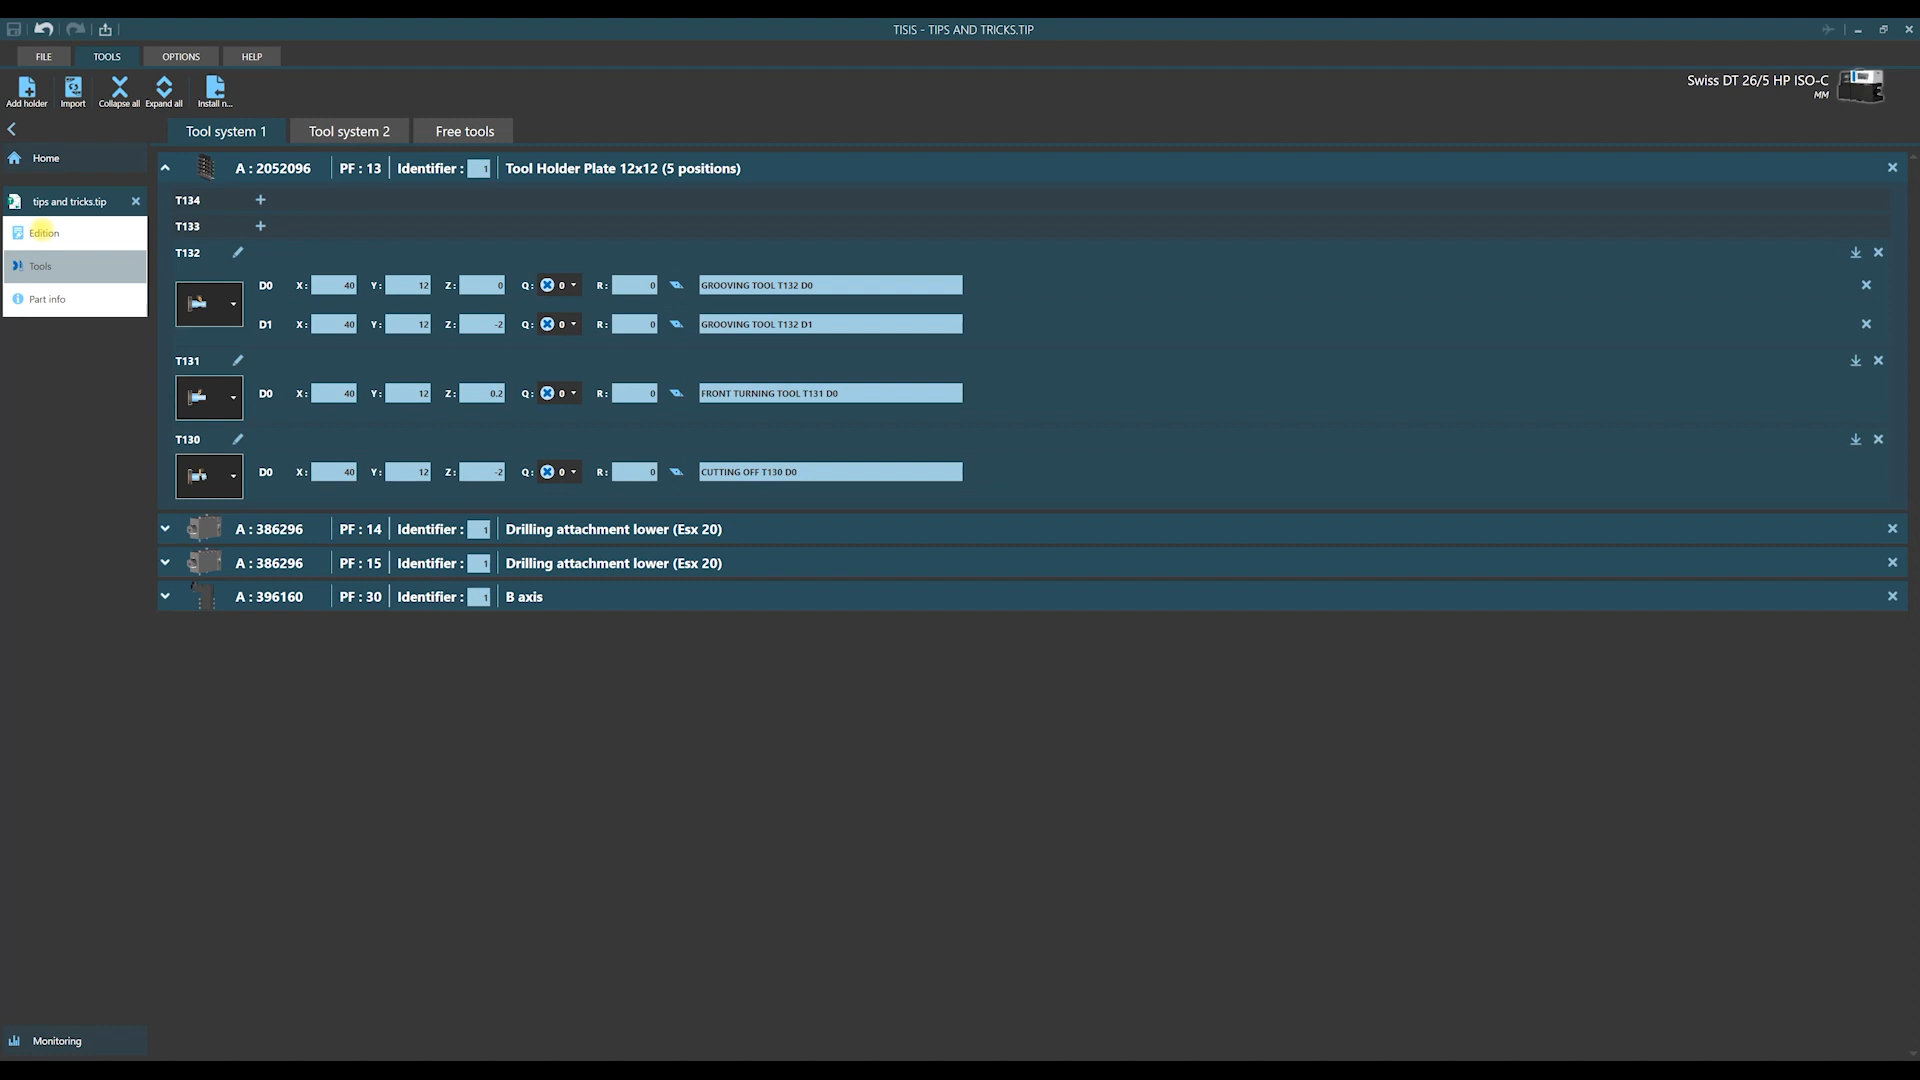 TISIS - TIPS AND TRICKS.TIP
FILE TOOLS OPTIONS HELP
Add holder Import Collapse all Expand all Install n...
Swiss DT 26/5 HP ISO-C
MM
Tool system 1 Tool system 2 Free tools
Home
tips and tricks.tip
Edition
Tools
Part info
A : 2052096 PF : 13 Identifier : 1 Tool Holder Plate 12x12 (5 positions)
T134
T133
T132
D0 X : 40 Y : 12 Z : 0 Q : 0 R : 0 GROOVING TOOL T132 D0
D1 X : 40 Y : 12 Z : -2 Q : 0 R : 0 GROOVING TOOL T132 D1
T131
D0 X : 40 Y : 12 Z : 0.2 Q : 0 R : 0 FRONT TURNING TOOL T131 D0
T130
D0 X : 40 Y : 12 Z : -2 Q : 0 R : 0 CUTTING OFF T130 D0
A : 386296 PF : 14 Identifier : 1 Drilling attachment lower (Esx 20)
A : 386296 PF : 15 Identifier : 1 Drilling attachment lower (Esx 20)
A : 396160 PF : 30 Identifier : 1 B axis
Monitoring